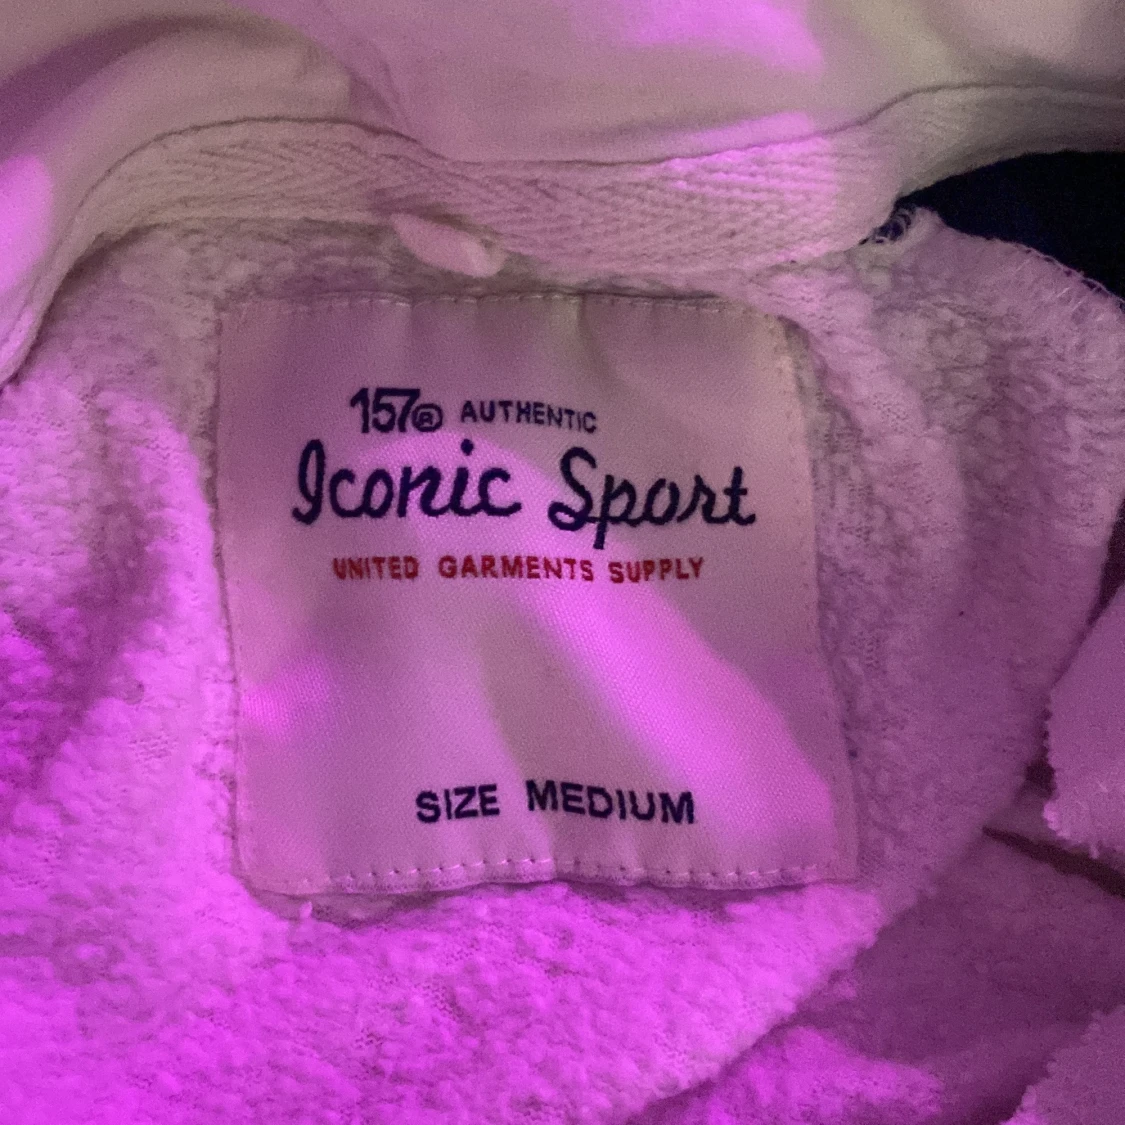 157® AUTHENTIC
Iconic Sport
UNITED GARMENTS SUPPLY
SIZE MEDIUM